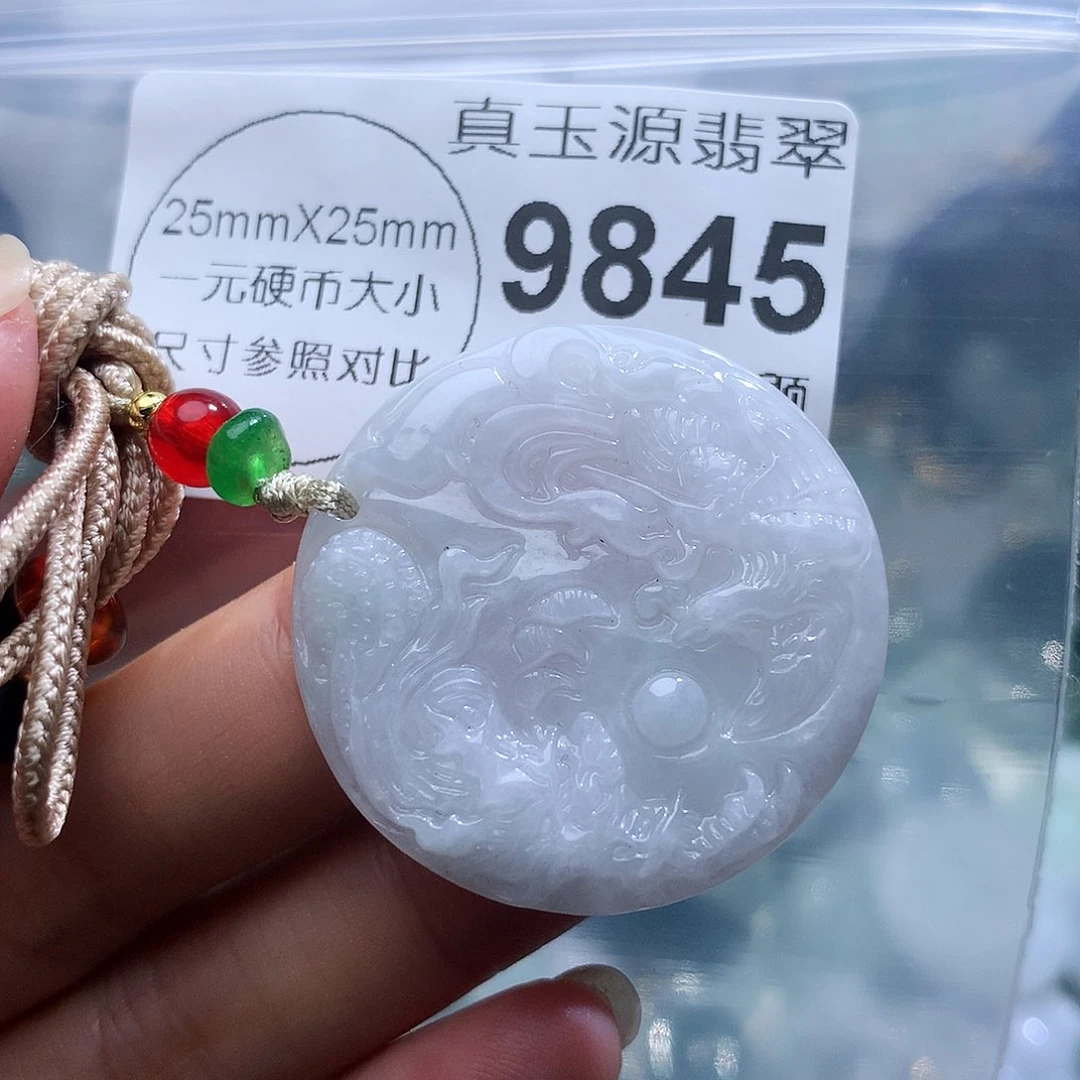 真玉源翡翠
9845
25mmX25mm
一元硬币大小
尺寸参照对比
颜